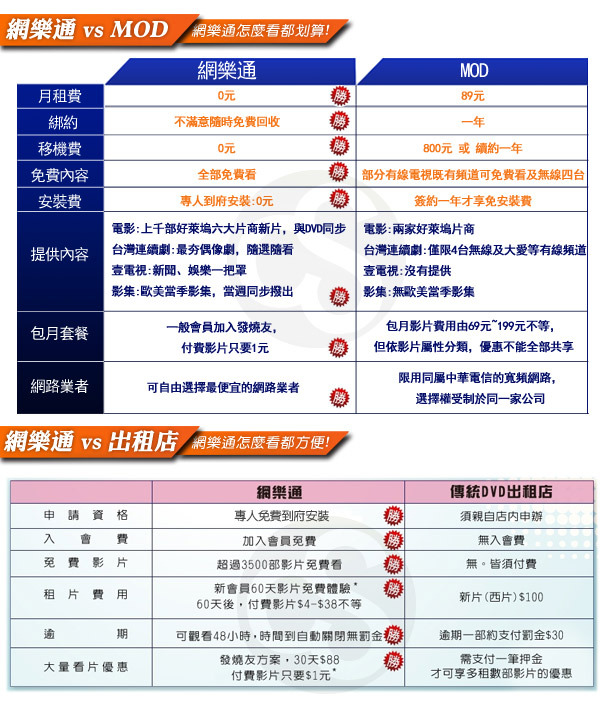 網樂通 vs MOD 網樂通怎麼看都划算!
網樂通 MOD
月租費 0元 勝 89元
綁約 不滿意隨時免費回收 勝 一年
移機費 0元 勝 800元 或 續約一年
免費內容 全部免費看 勝 部分有線電視既有頻道可免費看及無線四台
安裝費 專人到府安裝:0元 勝 簽約一年才享免安裝費
提供內容
電影:上千部好萊塢六大片商新片，與DVD同步
台灣連續劇:最夯偶像劇，隨選隨看
壹電視:新聞、娛樂一把罩
影集:歐美當季影集，當週同步撥出 勝
電影:兩家好萊塢片商
台灣連續劇:僅限4台無線及大愛等有線頻道
壹電視:沒有提供
影集:無歐美當季影集
包月套餐
一般會員加入發燒友，
付費影片只要1元 勝
包月影片費用由69元~199元不等，
但依影片屬性分類，優惠不能全部共享
網路業者
可自由選擇最便宜的網路業者 勝
限用同屬中華電信的寬頻網路，
選擇權受制於同一家公司
網樂通 vs 出租店 網樂通怎麼看都方便!
網樂通 傳統DVD出租店
申請資格 專人免費到府安裝 勝 須親自店内申辦
入會費 加入會員免費 勝 無入會費
免費影片 超過3500部影片免費看 勝 無。皆須付費
租片費用
新會員60天影片免費體驗* 勝
60天後，付費影片$4-$38不等
新片(西片)$100
逾期 可觀看48小時，時間到自動關閉無罰金 勝 逾期一部約支付罰金$30
大量看片優惠
發燒友方案，30天$88 勝
付費影片只要$1元*
需支付一筆押金
才可享多租數部影片的優惠